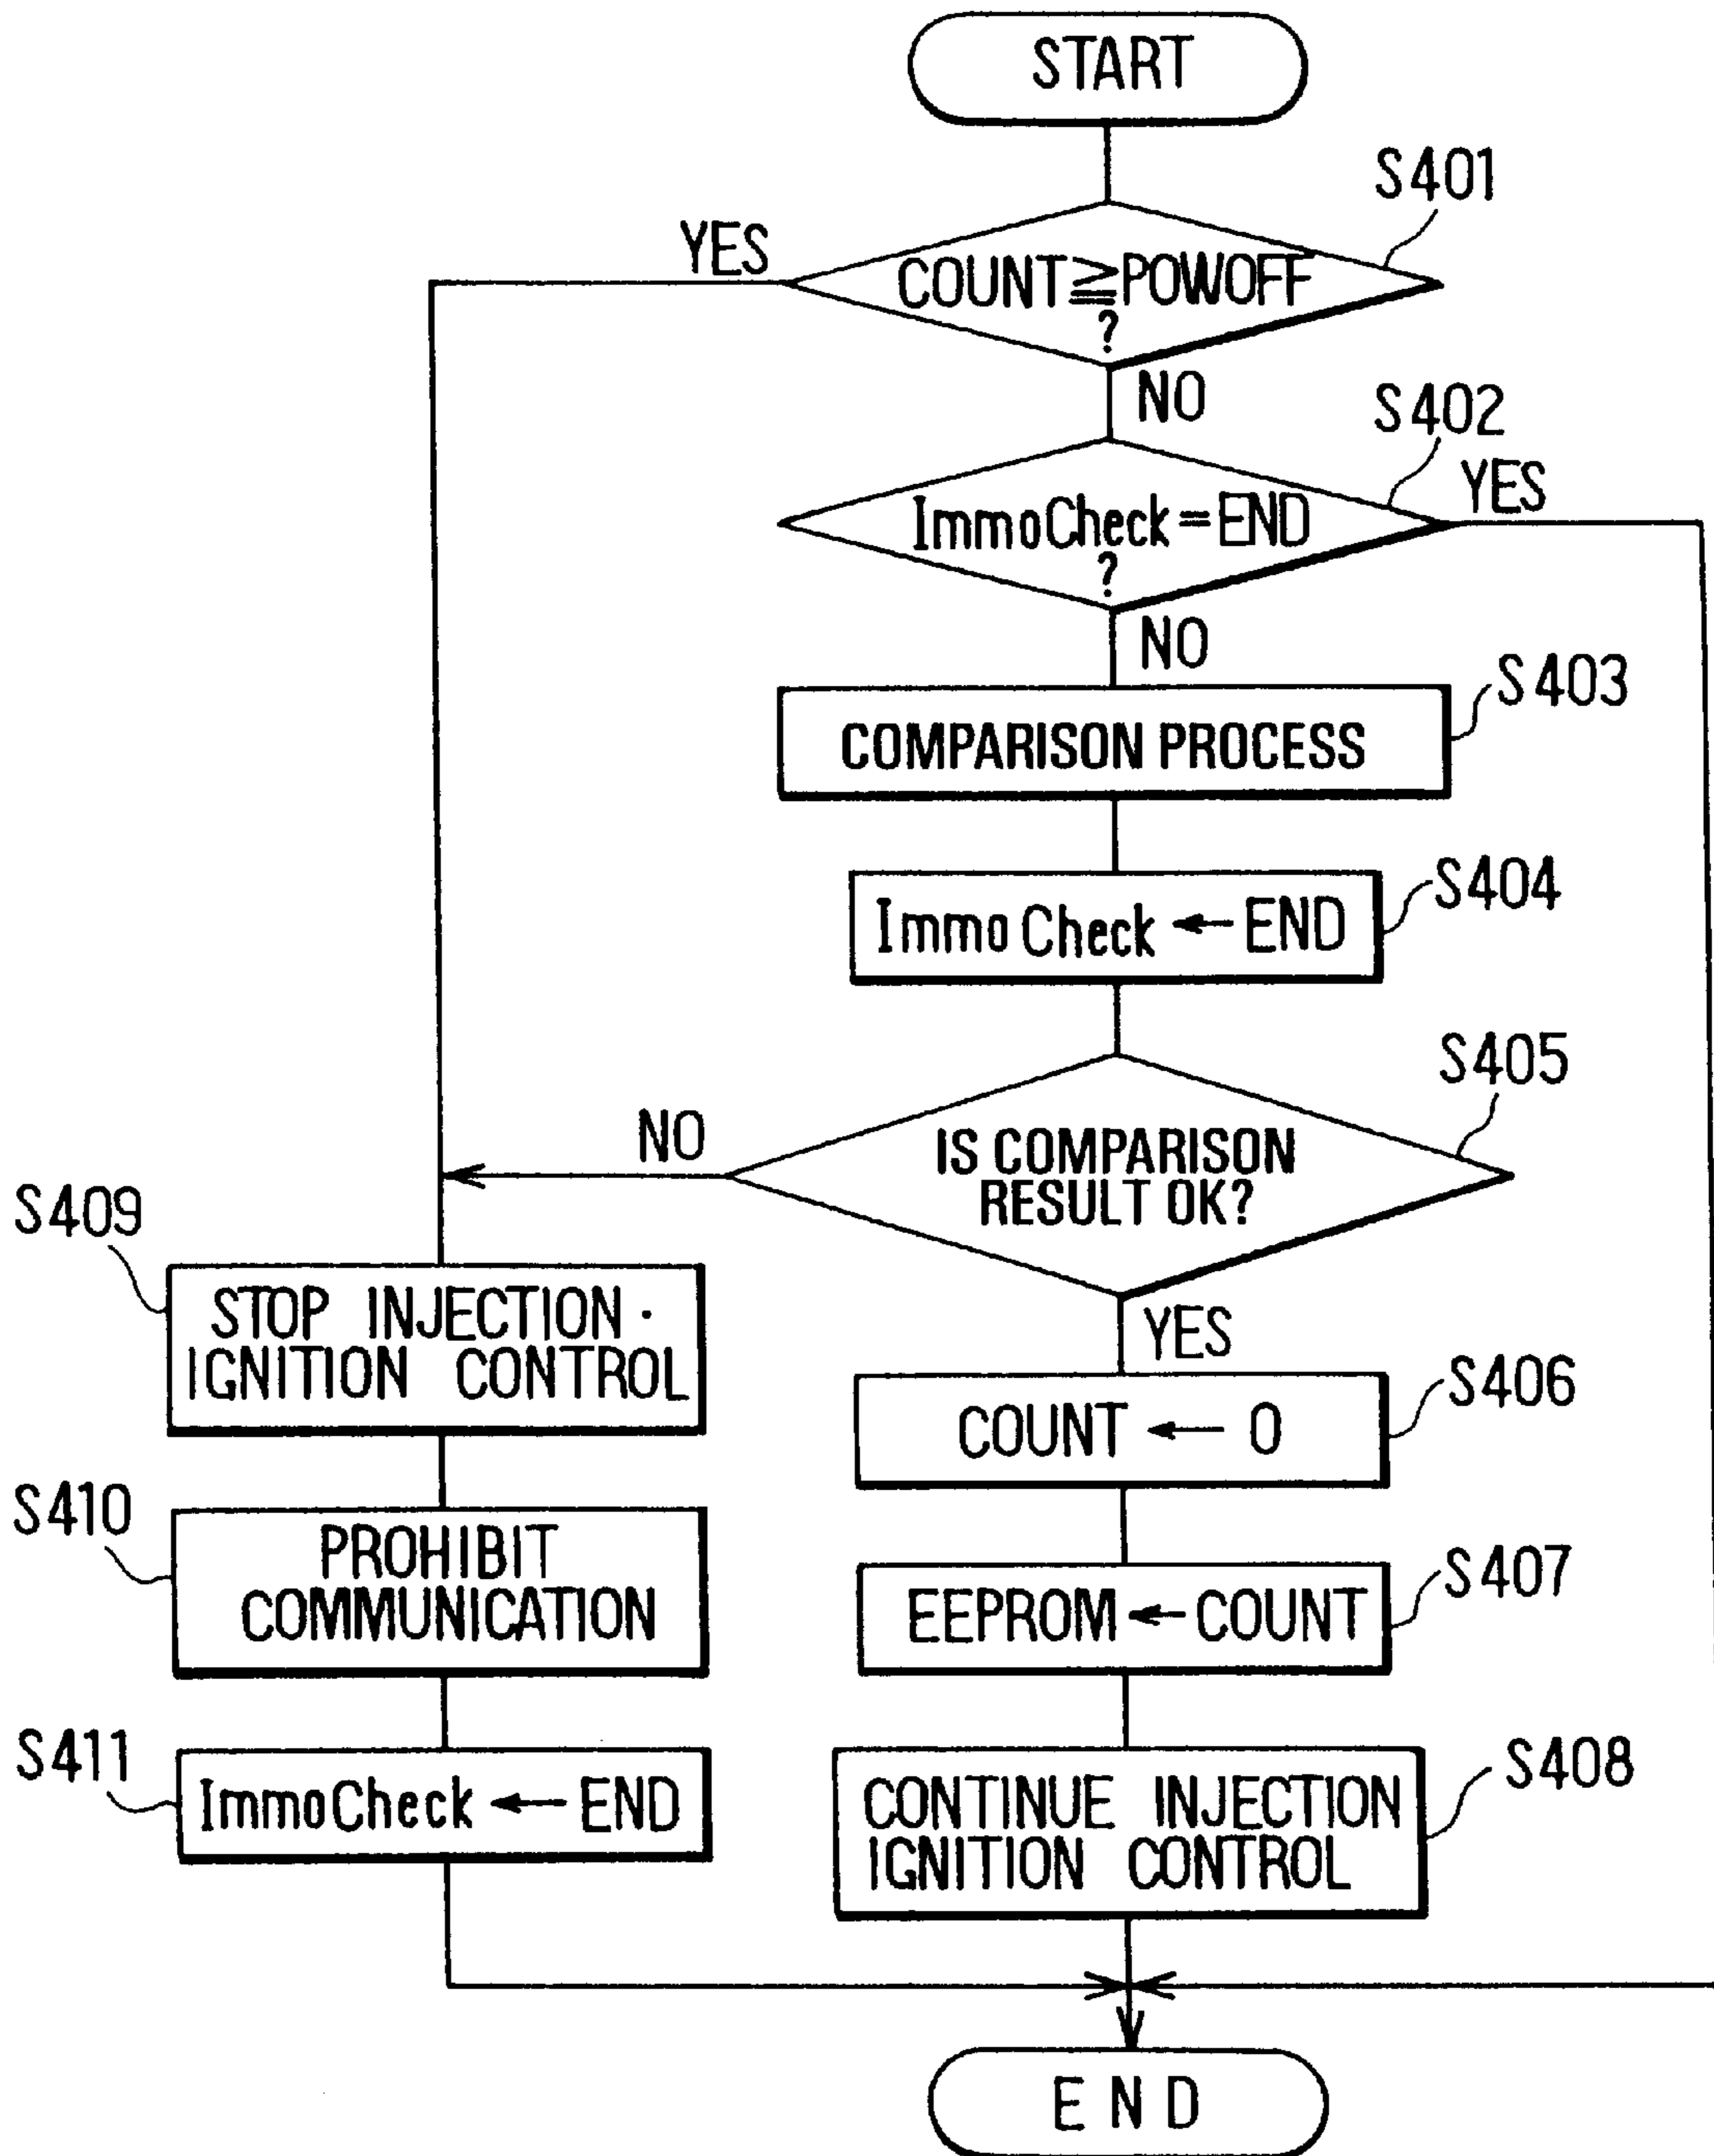 START
S401
YES
COUNT≧POWOFF
?
NO
S402
YES
ImmoCheck=END
?
NO
S403
COMPARISON PROCESS
S404
ImmoCheck ← END
S405
NO
IS COMPARISON
RESULT OK?
YES
S409
STOP INJECTION·
IGNITION CONTROL
S406
COUNT ← 0
S410
PROHIBIT
COMMUNICATION
S407
EEPROM ← COUNT
S411
ImmoCheck ← END
S408
CONTINUE INJECTION
IGNITION CONTROL
END